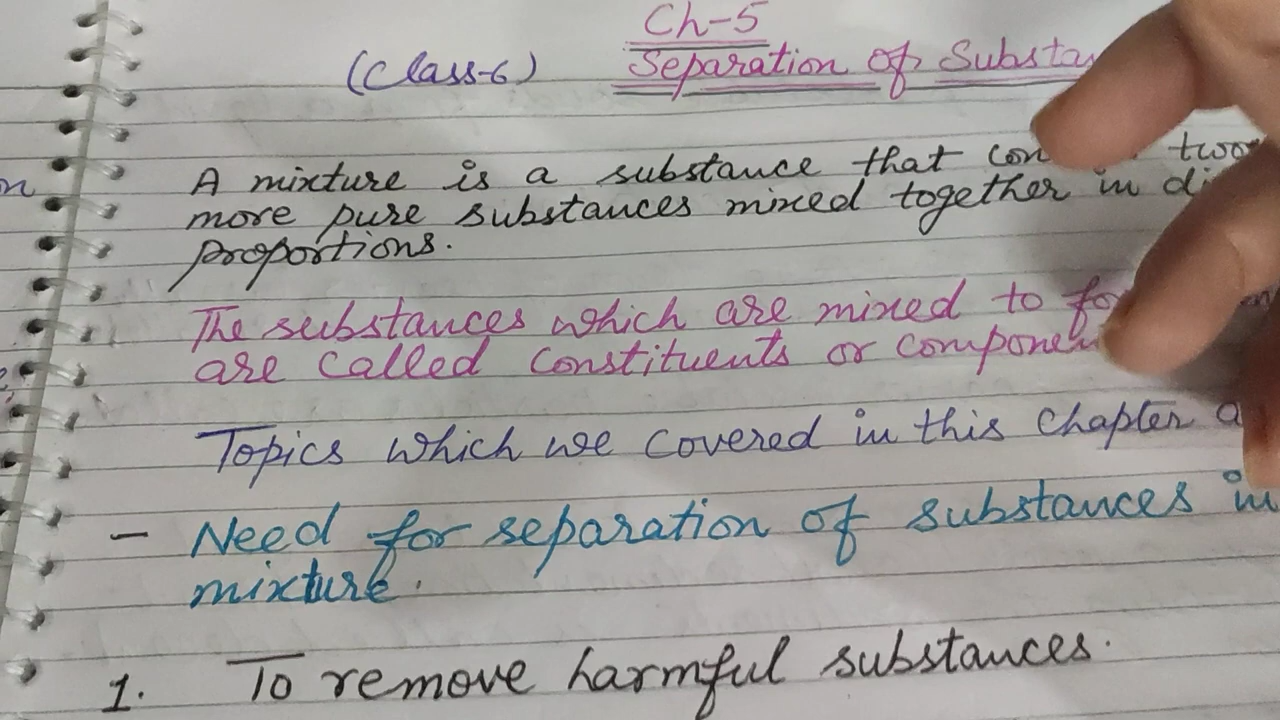 Ch-5
(Class-6) Separation of
A mixture is a substance that
more pure substances mixed together in
proportions.
The substances which are mixed to
are called constituents or
Topics which we covered in this chapter
- Need for separation of substances in
mixture.
1. To remove harmful substances.